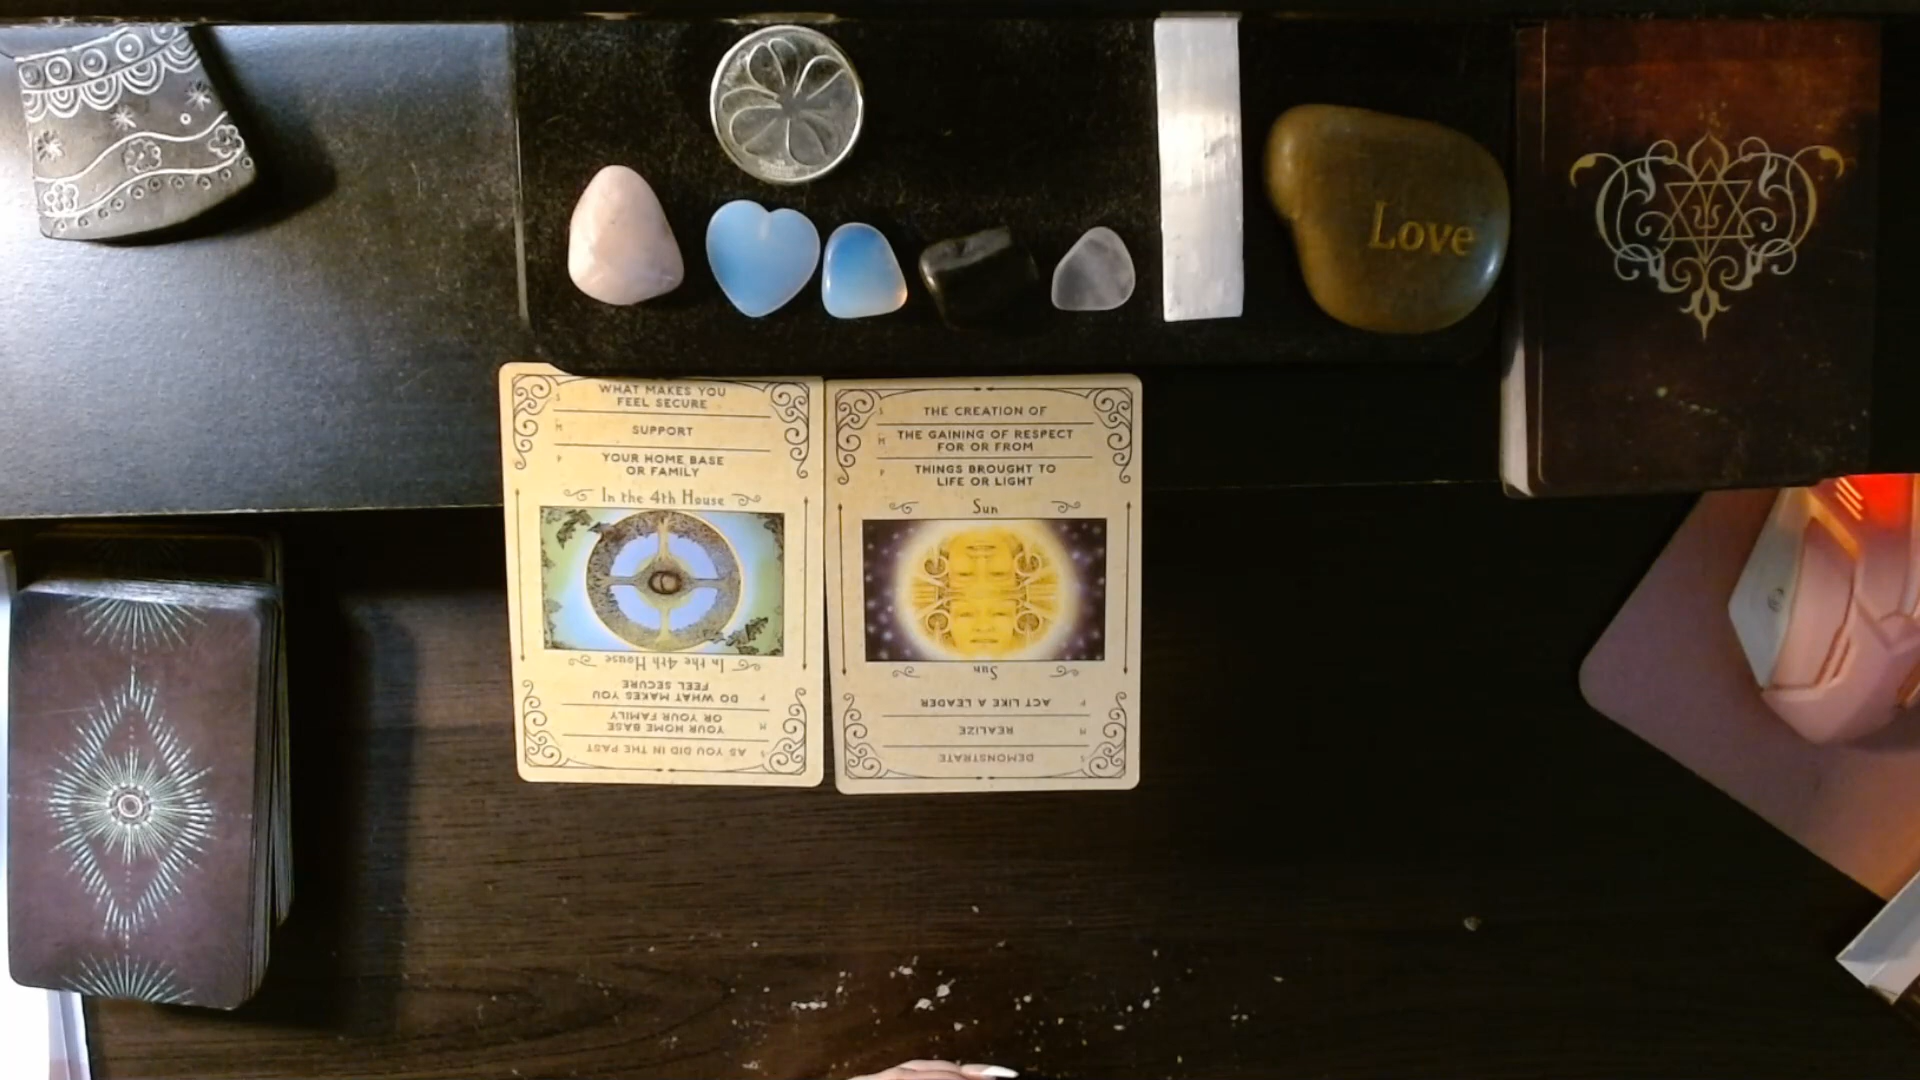 Love
WHAT MAKES YOU
FEEL SECURE
S
SUPPORT
M
YOUR HOME BASE
OR FAMILY
P
In the 4th House
In the 4th House
P
DO WHAT MAKES YOU
FEEL SECURE
M
YOUR HOME BASE
OR YOUR FAMILY
S
AS YOU DID IN THE PAST
S
THE CREATION OF
M
THE GAINING OF RESPECT
FOR OR FROM
P
THINGS BROUGHT TO
LIFE OR LIGHT
Sun
Sun
P
ACT LIKE A LEADER
M
REALIZE
S
DEMONSTRATE